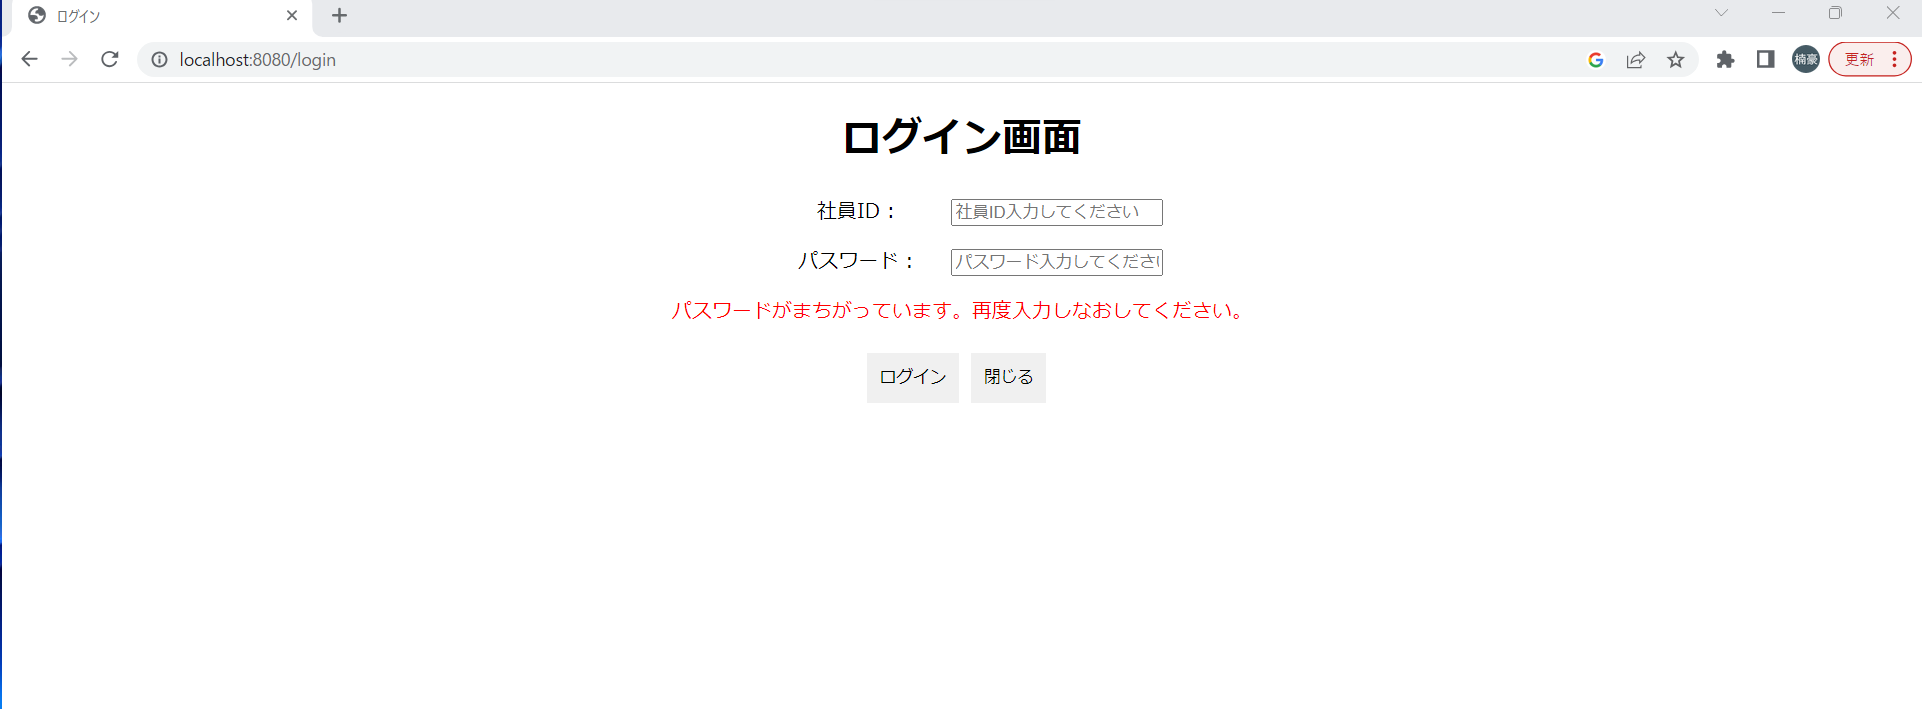 ログイン
localhost:8080/login
楠豪
更新
ログイン画面
社員ID：
社員ID入力してください
パスワード：
パスワード入力してくださ
パスワードがまちがっています。再度入力しなおしてください。
ログイン 閉じる